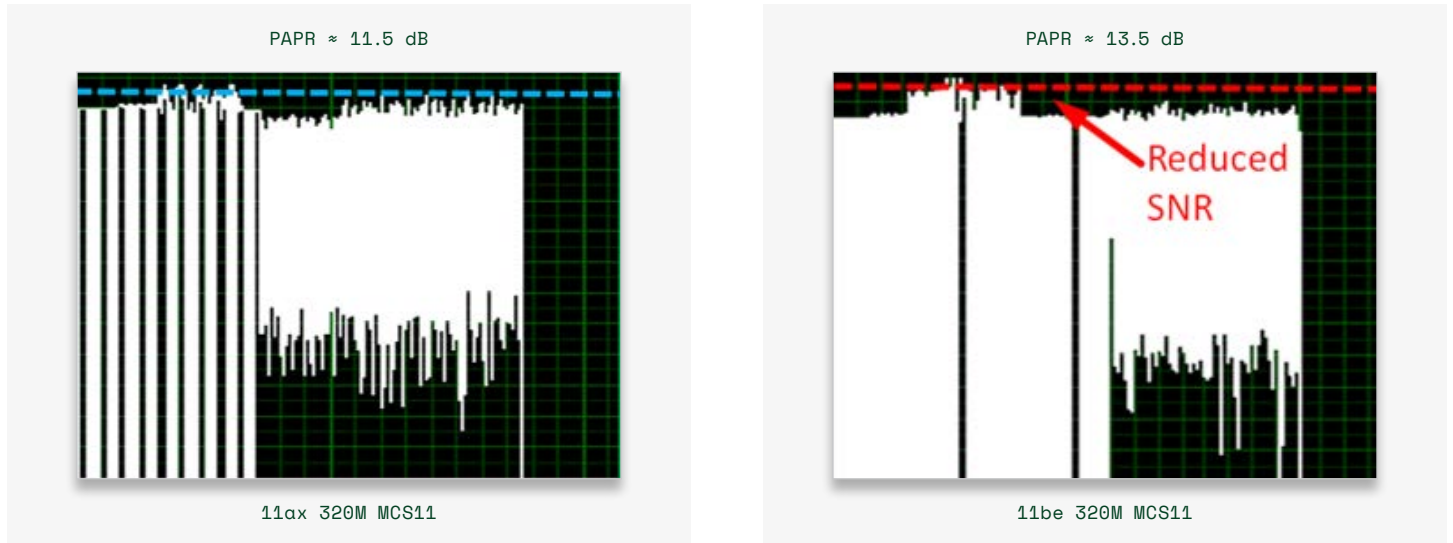 PAPR ≈ 11.5 dB
11ax 320M MCS11
PAPR ≈ 13.5 dB
Reduced
SNR
11be 320M MCS11